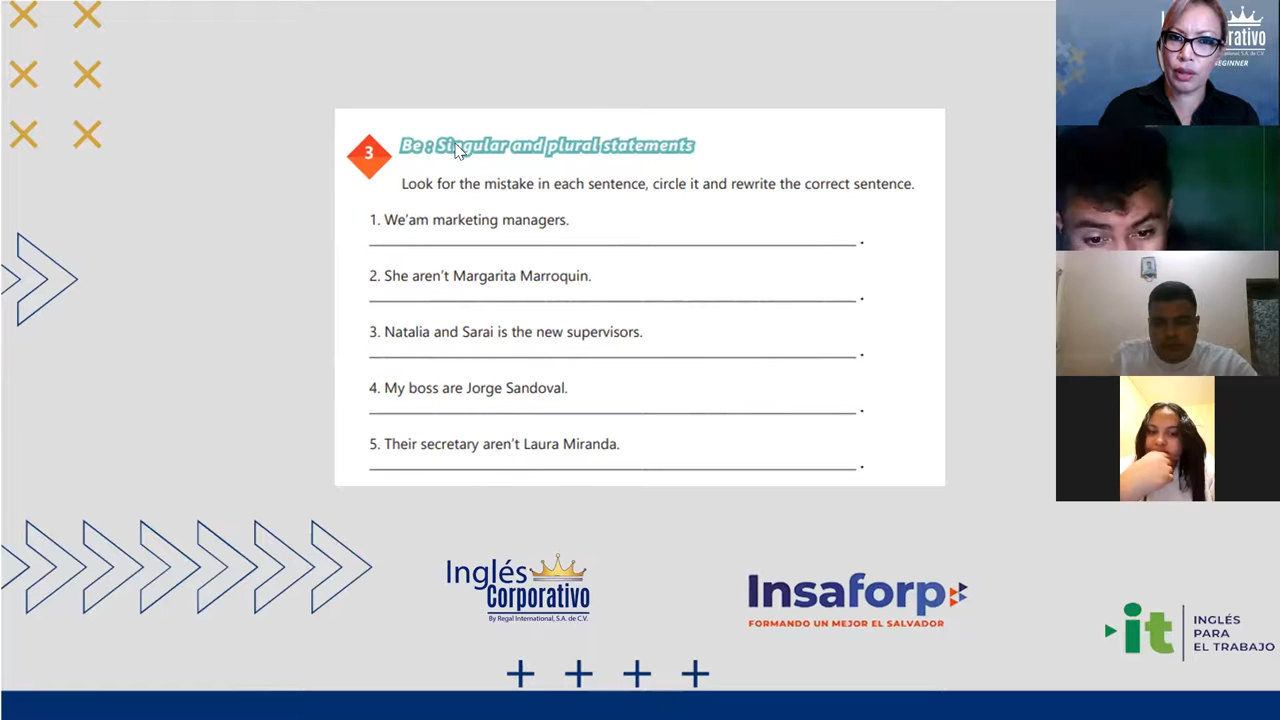 3
Be : Singular and plural statements
Look for the mistake in each sentence, circle it and rewrite the correct sentence.
1. We’am marketing managers.
2. She aren’t Margarita Marroquin.
3. Natalia and Sarai is the new supervisors.
4. My boss are Jorge Sandoval.
5. Their secretary aren’t Laura Miranda.
Inglés
Corporativo
By Regal International, S.A. de C.V.
Insaforp
FORMANDO UN MEJOR EL SALVADOR
it
INGLÉS
PARA
EL TRABAJO